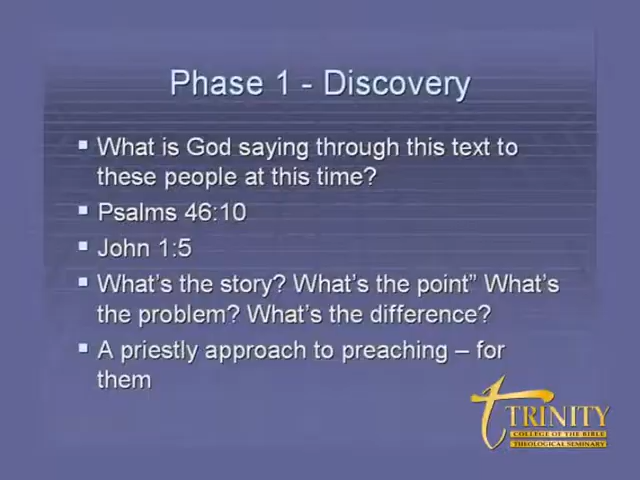 Phase 1 - Discovery
What is God saying through this text to
these people at this time?
Psalms 46:10
John 1:5
What's the story? What's the point" What's
the problem? What's the difference?
A priestly approach to preaching – for
them
TRINITY
COLLEGE OF THE BIBLE
THEOLOGICAL SEMINARY